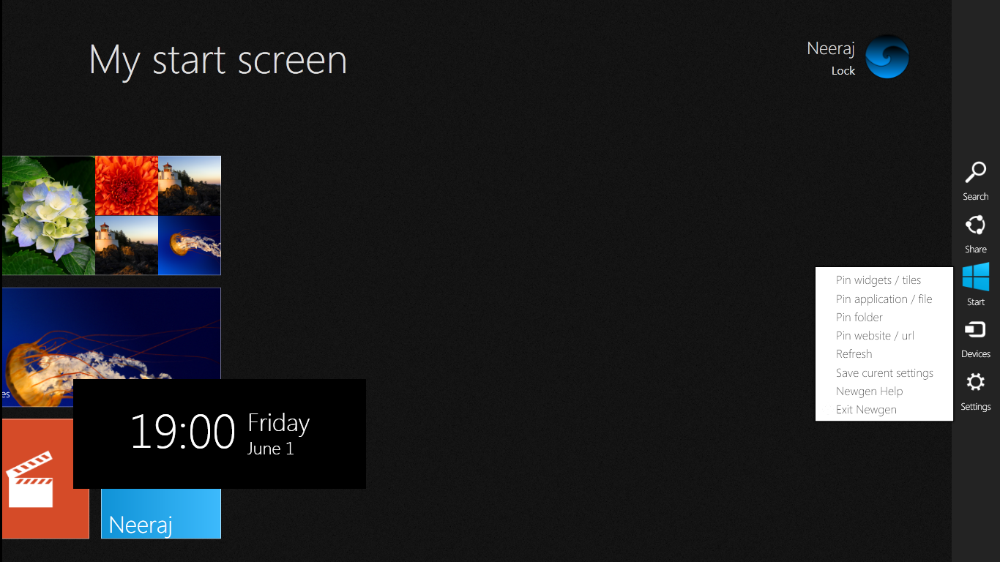 My start screen
Neeraj
Lock
Search
Share
Start
Devices
Settings
Pin widgets / tiles
Pin application / file
Pin folder
Pin website / url
Refresh
Save curent settings
Newgen Help
Exit Newgen
es
19:00
Friday
June 1
Neeraj